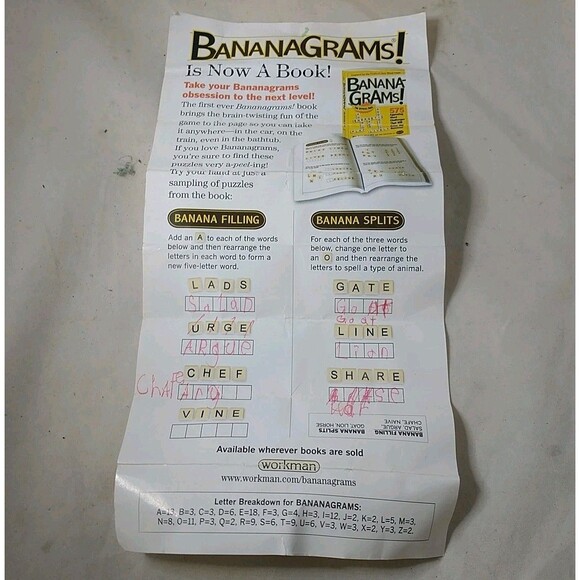 BANANAGRAMS!
Is Now A Book!
Take your Bananagrams
obsession to the next level!
The first ever Bananagrams! book
brings the brain-twisting fun of the
game to the page so you can take
it anywhere—in the car, on the
train, even in the bathtub.
If you love Bananagrams,
you're sure to find these
puzzles very a-peel-ing!
Try your hand at just a
sampling of puzzles
from the book:
BANANA
GRAMS!
575
BANANA FILLING
Add an A to each of the words
below and then rearrange the
letters in each word to form a
new five-letter word.
LADS
Salad
URGE
ARgue
CHEF
Chafe
VINE
BANANA SPLITS
For each of the three words
below, change one letter to
an O and then rearrange the
letters to spell a type of animal.
GATE
Goat
Goat
LINE
Lion
SHARE
BANANA FILLING
SALAD, ARGUE,
CHAFE, NAIVE
BANANA SPLITS
GOAT, LION, HORSE
Available wherever books are sold
workman
www.workman.com/bananagrams
Letter Breakdown for BANANAGRAMS:
A=13, B=3, C=3, D=6, E=18, F=3, G=4, H=3, I=12, J=2, K=2, L=5, M=3,
N=8, O=11, P=3, Q=2, R=9, S=6, T=9, U=6, V=3, W=3, X=2, Y=3, Z=2.